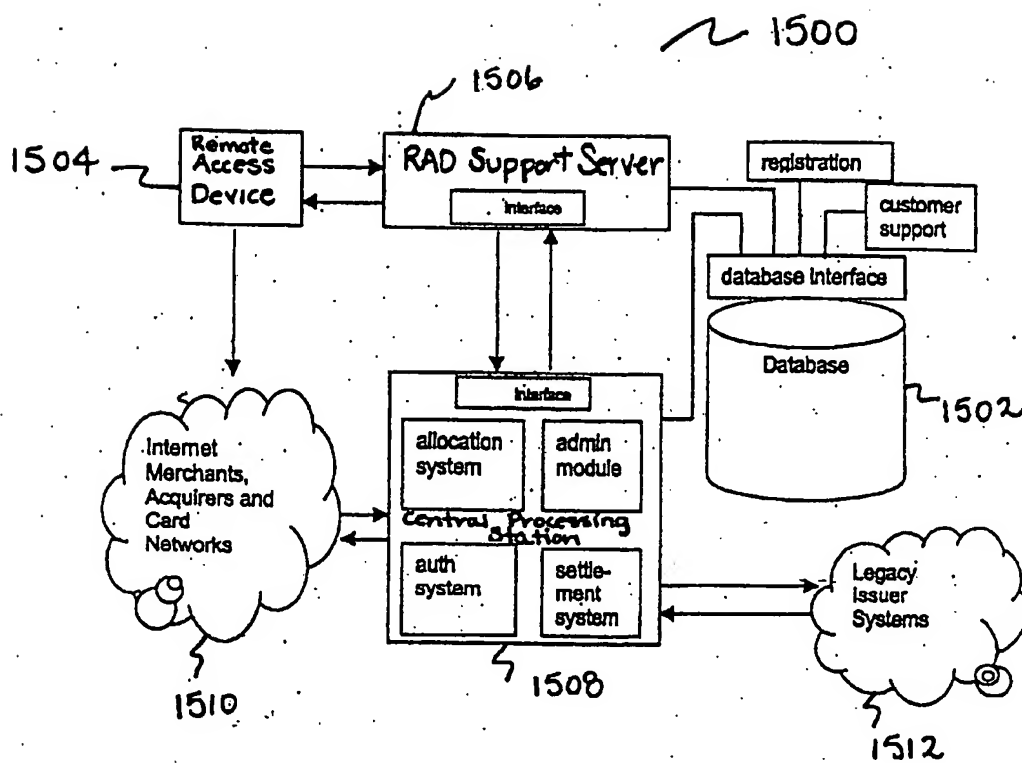 1500
1506
1504
Remote
Access
Device
RAD Support Server
Interface
registration
customer
support
database interface
Database
1502
Interface
allocation
system
admin
module
Central Processing
Station
auth
system
settle-
ment
system
Internet
Merchants,
Acquirers and
Card
Networks
Legacy
Issuer
Systems
1510
1508
1512